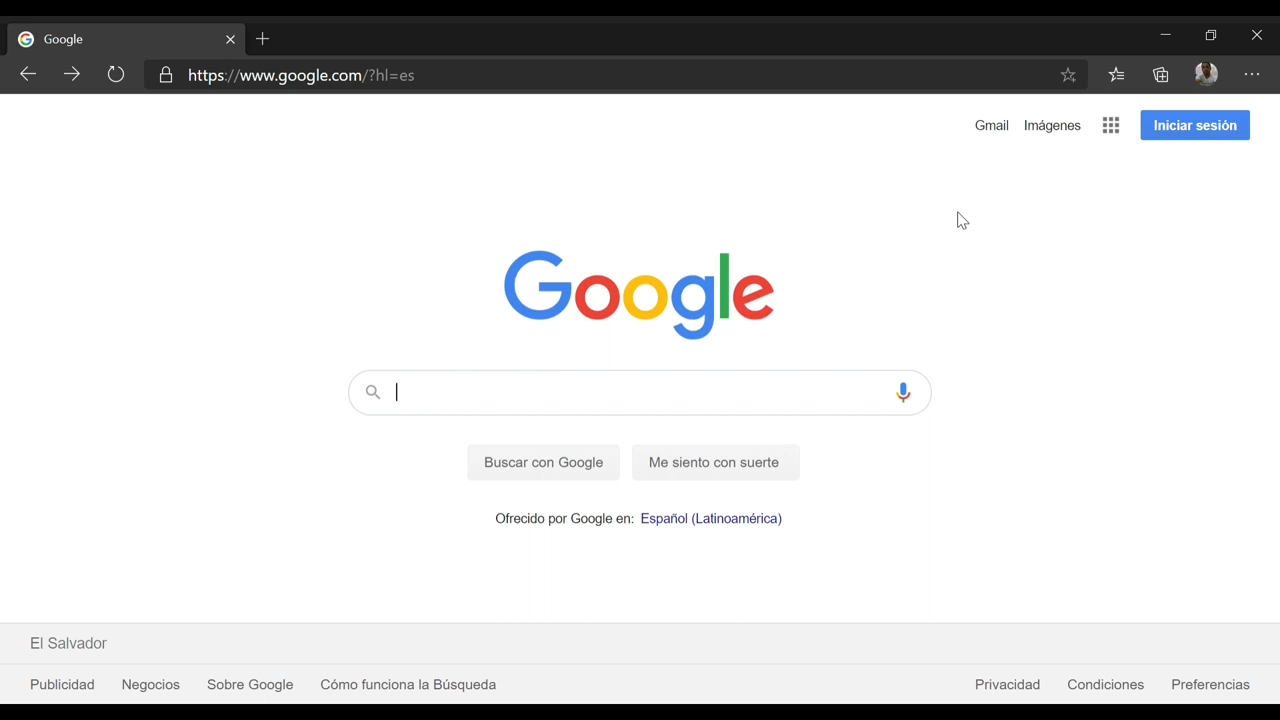 Google
https://www.google.com/?hl=es
Gmail Imágenes Iniciar sesión
Google
Buscar con Google Me siento con suerte
Ofrecido por Google en: Español (Latinoamérica)
El Salvador
Publicidad Negocios Sobre Google Cómo funciona la Búsqueda Privacidad Condiciones Preferencias